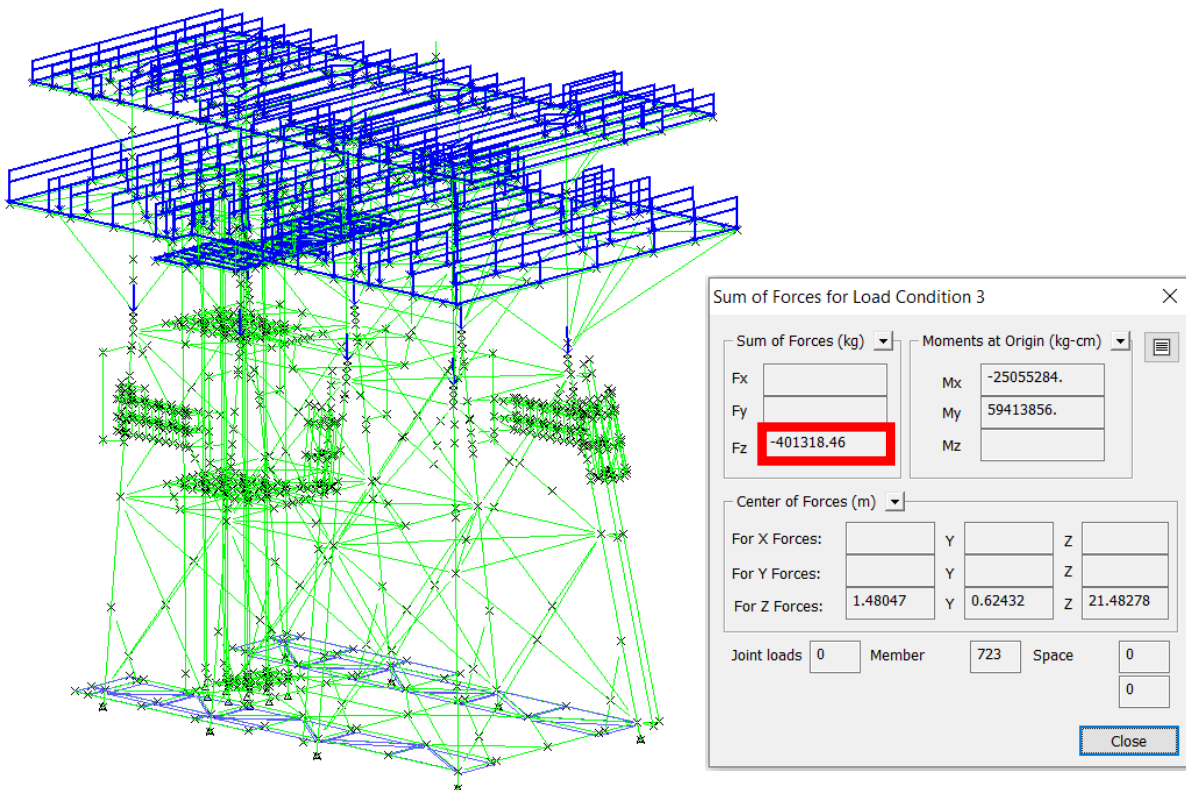 Sum of Forces for Load Condition 3
Sum of Forces (kg)
Moments at Origin (kg-cm)
Fx
Mx -25055284.
Fy
My 59413856.
Fz -401318.46
Mz
Center of Forces (m)
For X Forces: Y Z
For Y Forces: Y Z
For Z Forces: 1.48047 Y 0.62432 Z 21.48278
Joint loads 0 Member 723 Space 0
0
Close